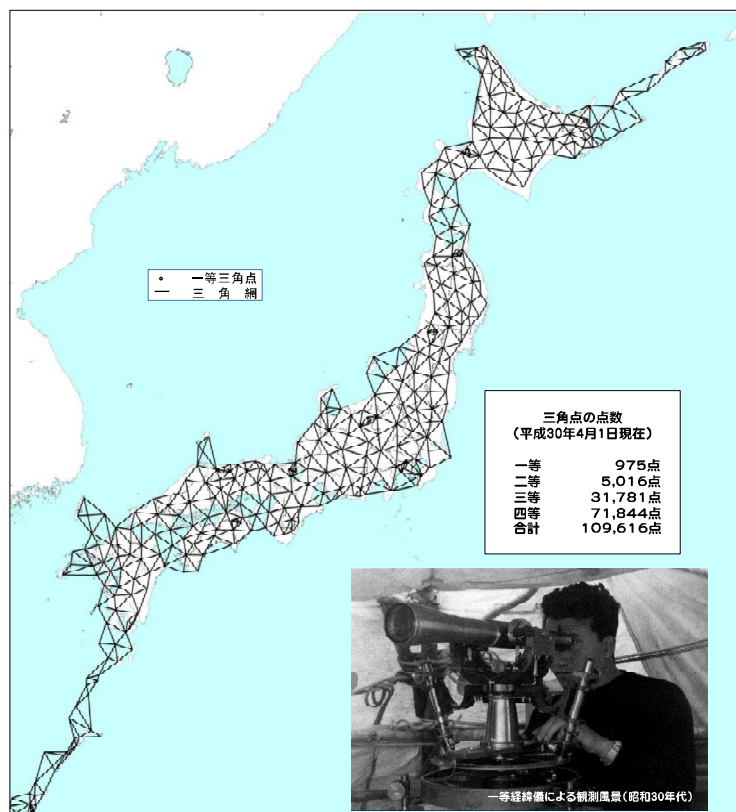 一等三角点
三角網
三角点の点数
(平成30年4月1日現在)
一等 975点
二等 5,016点
三等 31,781点
四等 71,844点
合計 109,616点
一等経緯儀による観測風景(昭和30年代)